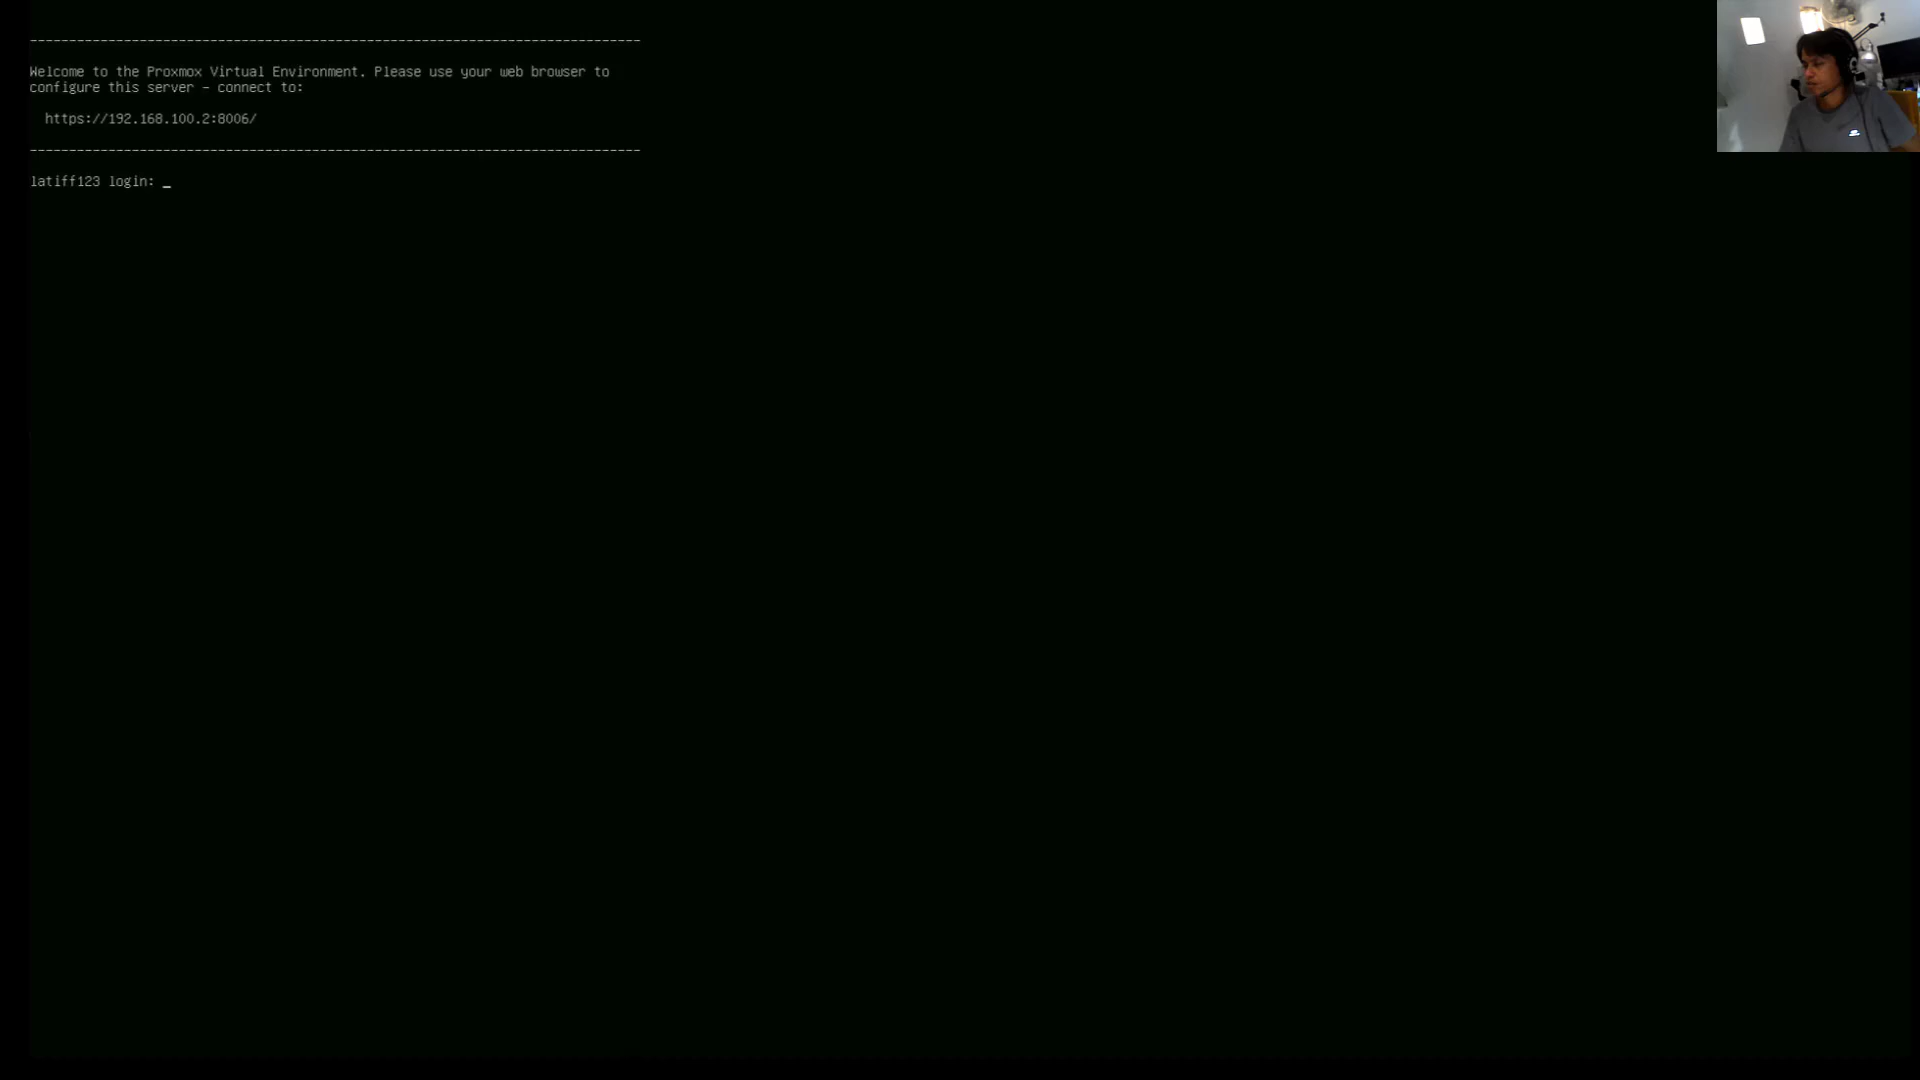 ------------------------------------------------------------------------------
Welcome to the Proxmox Virtual Environment. Please use your web browser to
configure this server - connect to:
https://192.168.100.2:8006/
------------------------------------------------------------------------------
latiff123 login: _